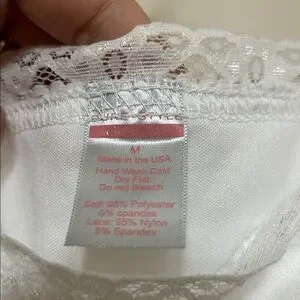 M
Made in the USA
Hand Wash Cold
Dry Flat
Do not Bleach
Self: 95% Polyester
5% spandex
Lace: 95% Nylon
5% Spandex